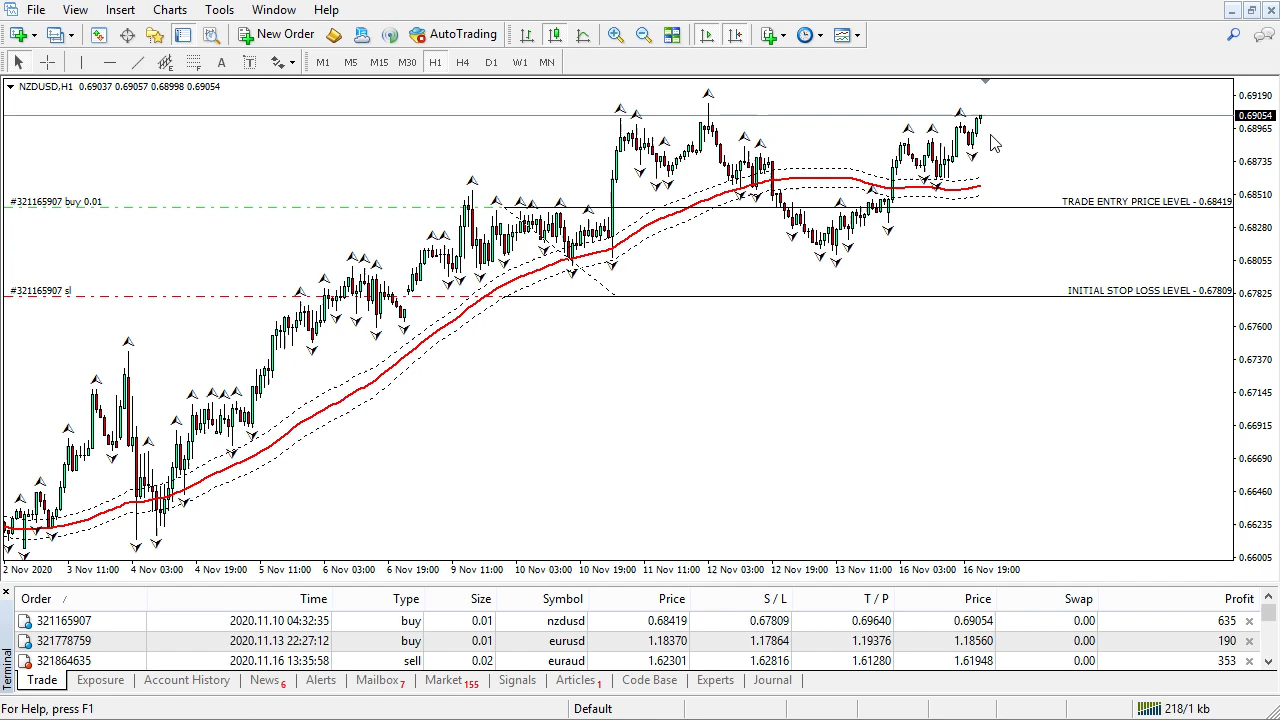 File View Insert Charts Tools Window Help
New Order AutoTrading
A T M1 M5 M15 M30 H1 H4 D1 W1 MN
NZDUSD,H1 0.69037 0.69057 0.68998 0.69054
0.69190
0.69054
0.68965
0.68735
0.68510
#321165907 buy 0.01
TRADE ENTRY PRICE LEVEL - 0.68419
0.68280
0.68055
#321165907 sl
INITIAL STOP LOSS LEVEL - 0.67809
0.67825
0.67600
0.67370
0.67145
0.66915
0.66690
0.66460
0.66235
0.66005
2 Nov 2020 3 Nov 11:00 4 Nov 03:00 4 Nov 19:00 5 Nov 11:00 6 Nov 03:00 6 Nov 19:00 9 Nov 11:00 10 Nov 03:00 10 Nov 19:00 11 Nov 11:00 12 Nov 03:00 12 Nov 19:00 13 Nov 11:00 16 Nov 03:00 16 Nov 19:00
Order / Time Type Size Symbol Price S / L T / P Price Swap Profit
321165907 2020.11.10 04:32:35 buy 0.01 nzdusd 0.68419 0.67809 0.69640 0.69054 0.00 635
321778759 2020.11.13 22:27:12 buy 0.01 eurusd 1.18370 1.17864 1.19376 1.18560 0.00 190
321864635 2020.11.16 13:35:58 sell 0.02 euraud 1.62301 1.62816 1.61280 1.61948 0.00 353
Terminal
Trade Exposure Account History News 6 Alerts Mailbox 7 Market 155 Signals Articles 1 Code Base Experts Journal
For Help, press F1 Default 218/1 kb